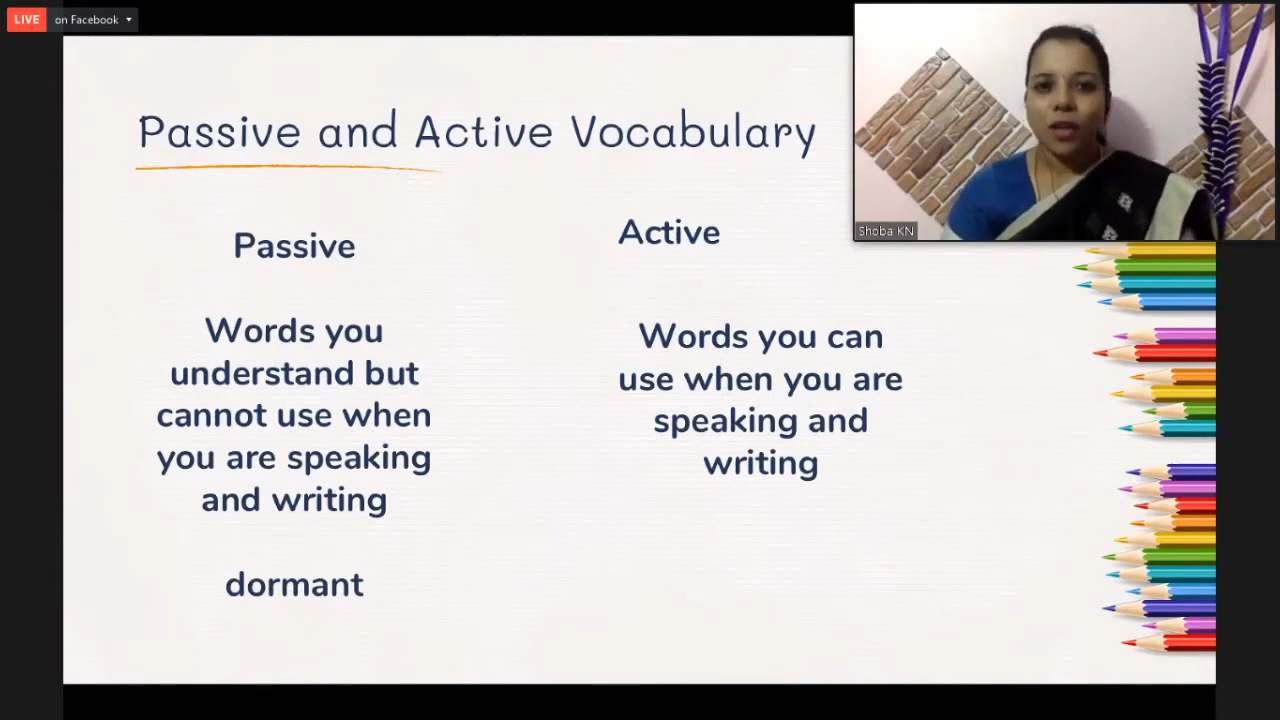 LIVE on Facebook
Passive and Active Vocabulary
Passive
Words you
understand but
cannot use when
you are speaking
and writing
dormant
Active
Words you can
use when you are
speaking and
writing
Shoba KN